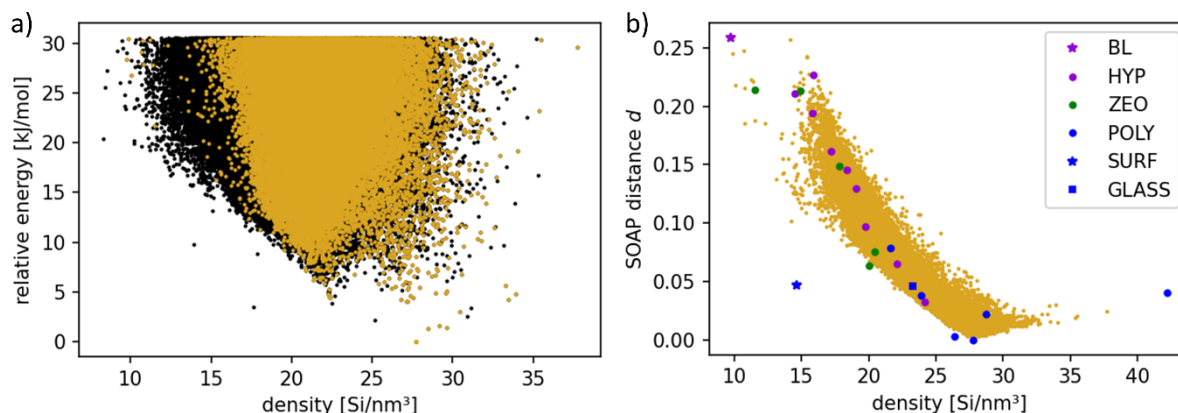 a)
relative energy [kJ/mol]
30
25
20
15
10
5
0
10 15 20 25 30 35
density [Si/nm³]
b)
SOAP distance d
0.25
0.20
0.15
0.10
0.05
0.00
10 15 20 25 30 35 40
density [Si/nm³]
BL
HYP
ZEO
POLY
SURF
GLASS